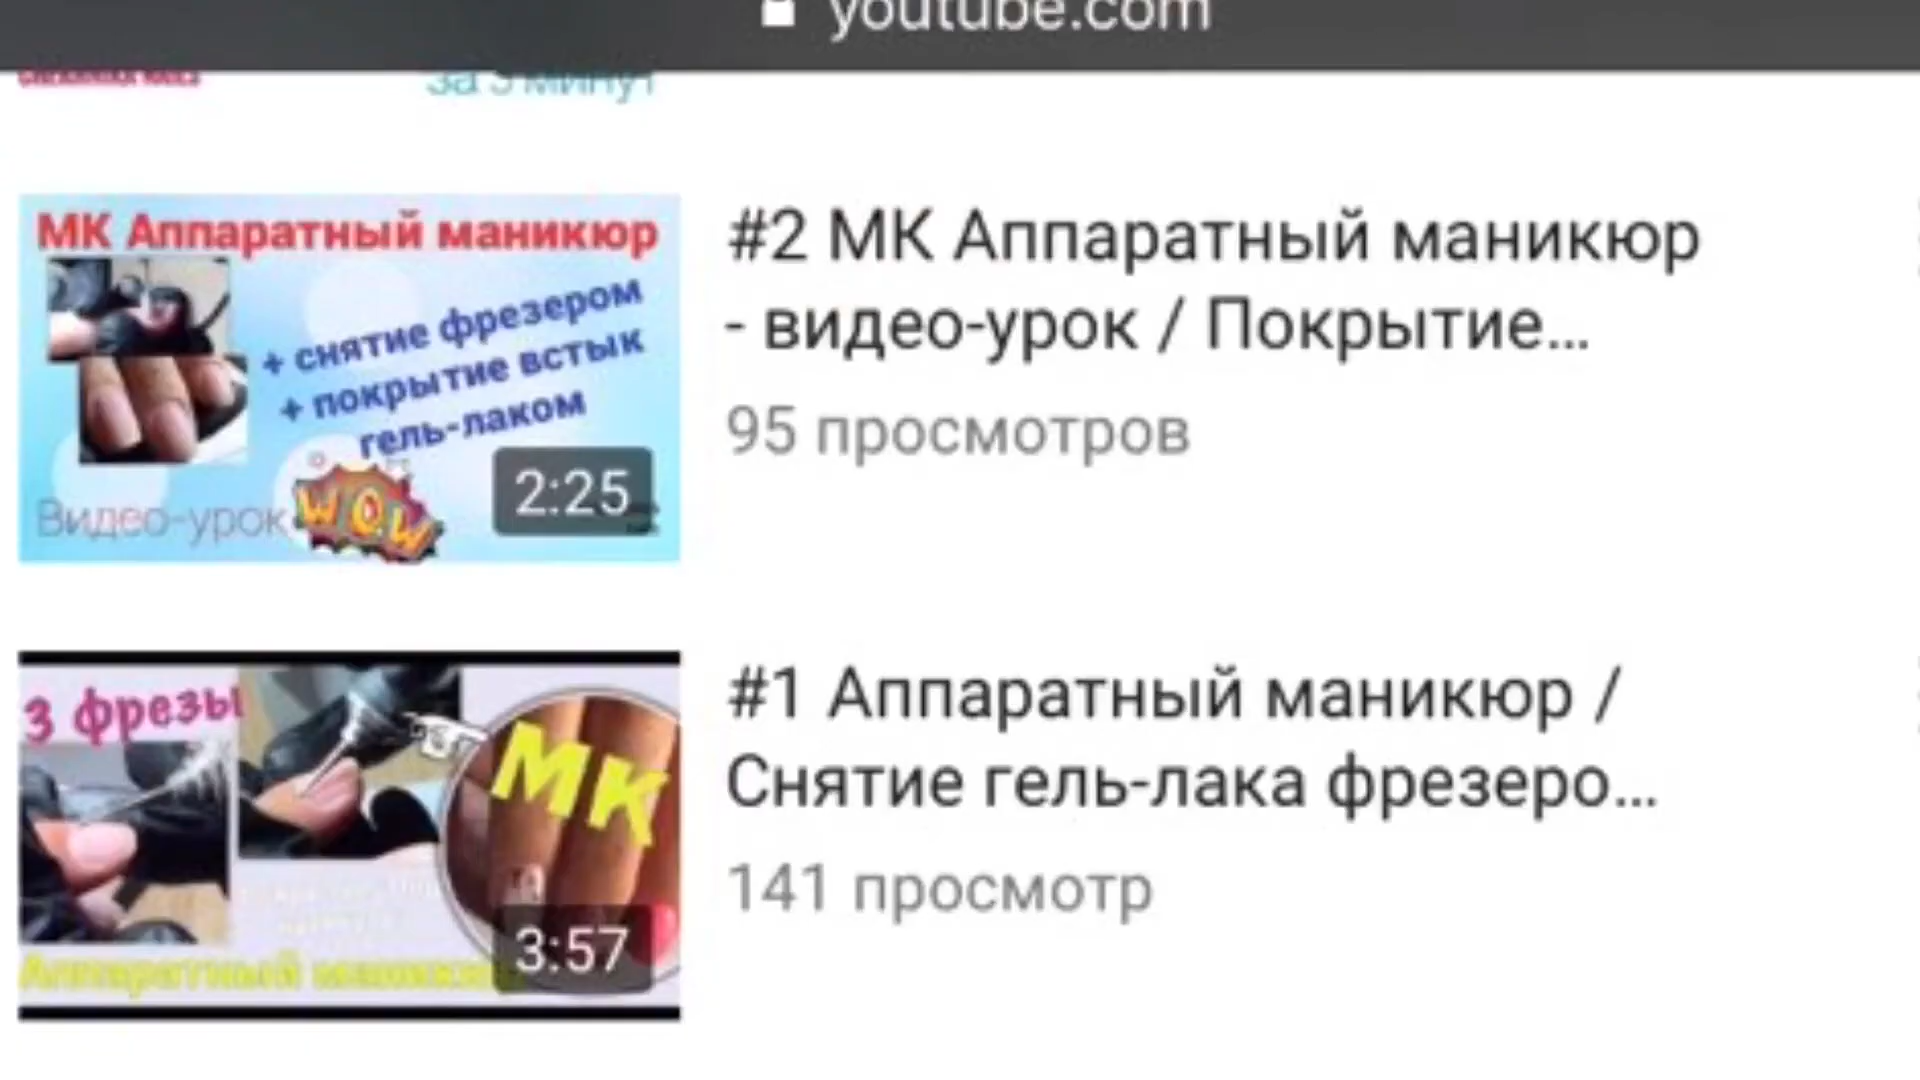 youtube.com
за 5 минут
МК Аппаратный маникюр
+ снятие фрезером
+ покрытие встык
гель-лаком
Видео-урок
WOW
2:25
#2 МК Аппаратный маникюр
- видео-урок / Покрытие...
95 просмотров
3 фрезы
МК
Аппаратный
3:57
#1 Аппаратный маникюр /
Снятие гель-лака фрезеро...
141 просмотр